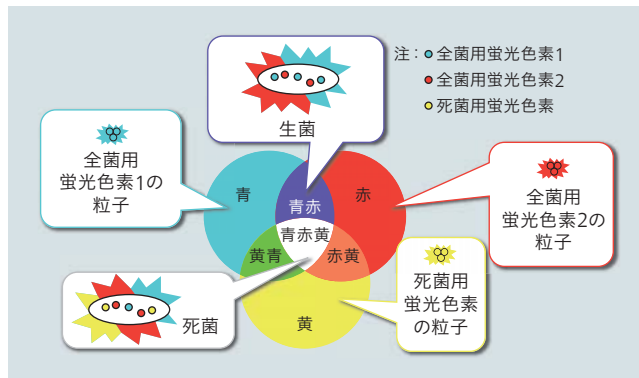 注：全菌用蛍光色素1
全菌用蛍光色素2
死菌用蛍光色素
生菌
全菌用
蛍光色素1の
粒子
青
赤
青赤
全菌用
蛍光色素2の
粒子
青赤黄
黄青
赤黄
死菌
黄
死菌用
蛍光色素
の粒子